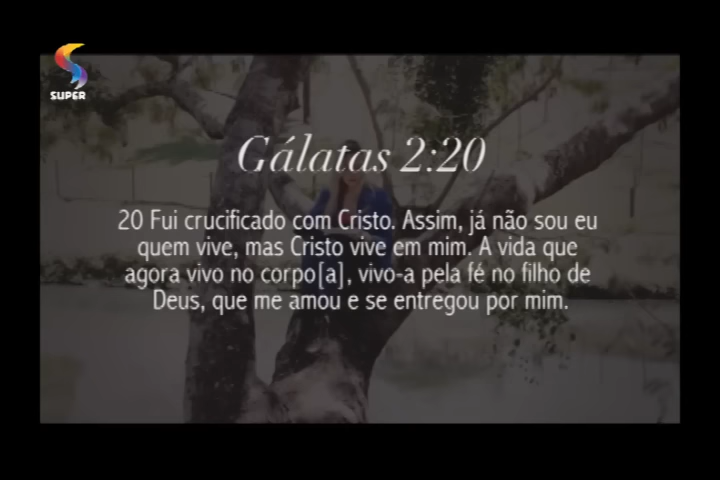 SUPER
Gálatas 2:20
20 Fui crucificado com Cristo. Assim, já não sou eu
quem vive, mas Cristo vive em mim. A vida que
agora vivo no corpo[a], vivo-a pela fé no filho de
Deus, que me amou e se entregou por mim.